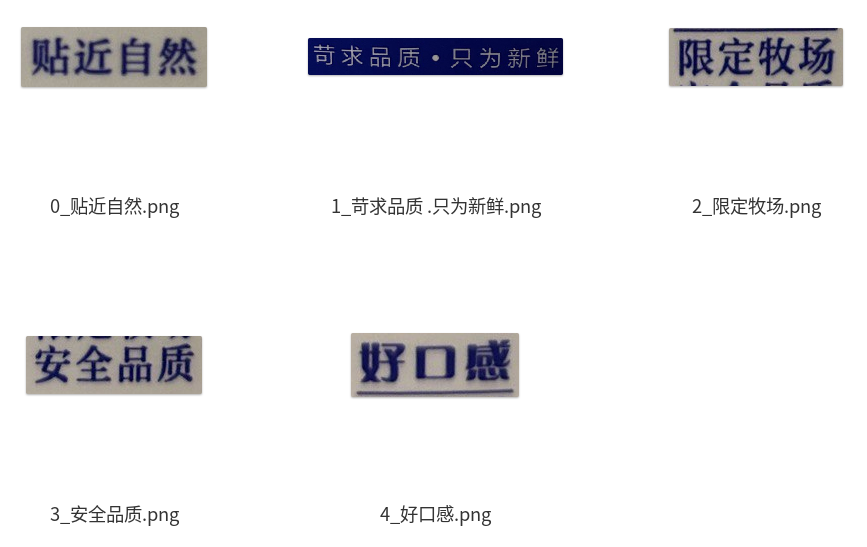 贴近自然
苛求品质•只为新鲜
限定牧场
0_贴近自然.png
1_苛求品质 .只为新鲜.png
2_限定牧场.png
安全品质
好口感
3_安全品质.png
4_好口感.png